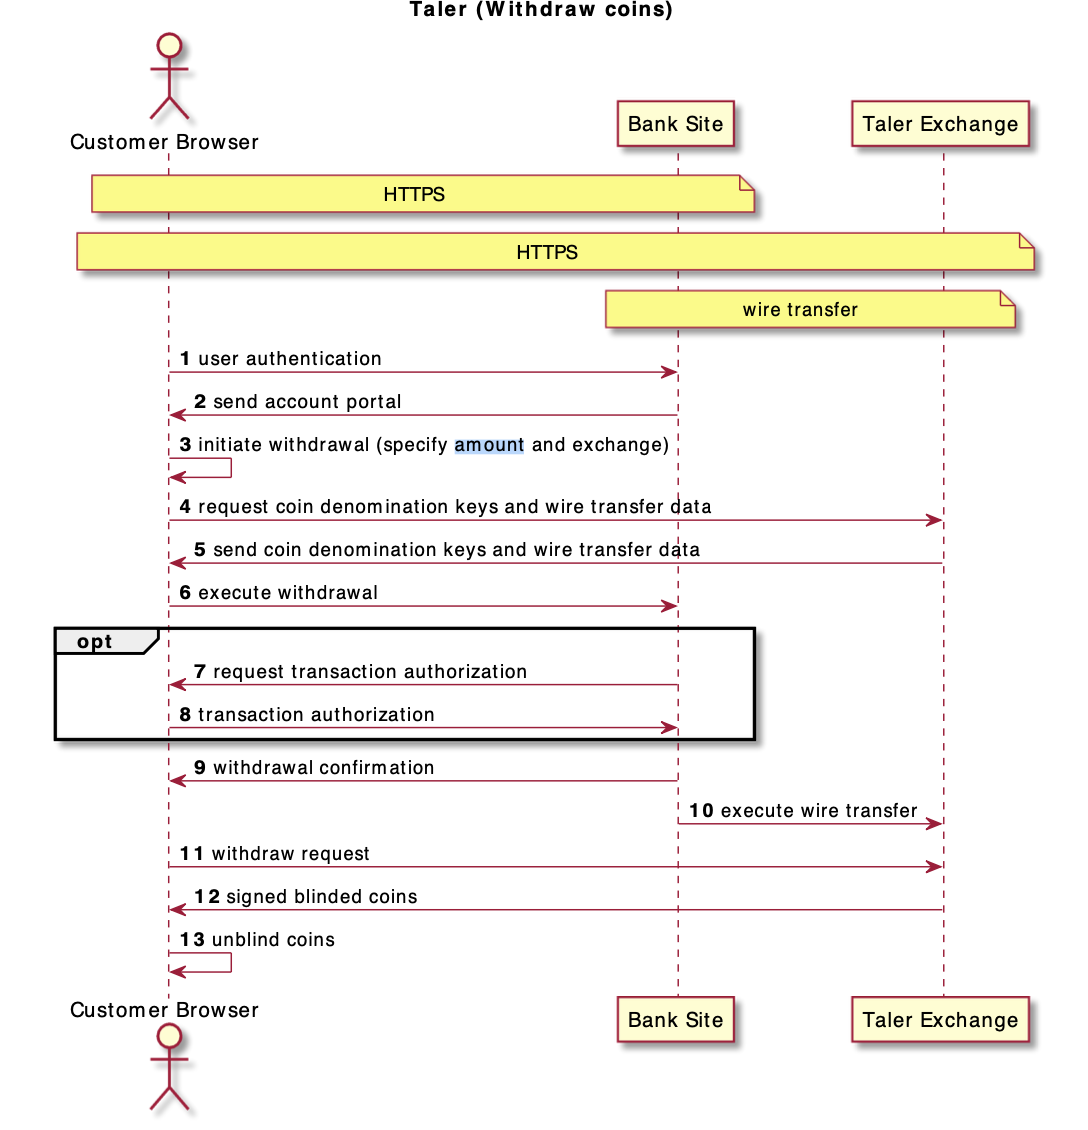 Taler (Withdraw coins)
Customer Browser
Bank Site
Taler Exchange
HTTPS
HTTPS
wire transfer
1 user authentication
2 send account portal
3 initiate withdrawal (specify amount and exchange)
4 request coin denomination keys and wire transfer data
5 send coin denomination keys and wire transfer data
6 execute withdrawal
opt
7 request transaction authorization
8 transaction authorization
9 withdrawal confirmation
10 execute wire transfer
11 withdraw request
12 signed blinded coins
13 unblind coins
Customer Browser
Bank Site
Taler Exchange